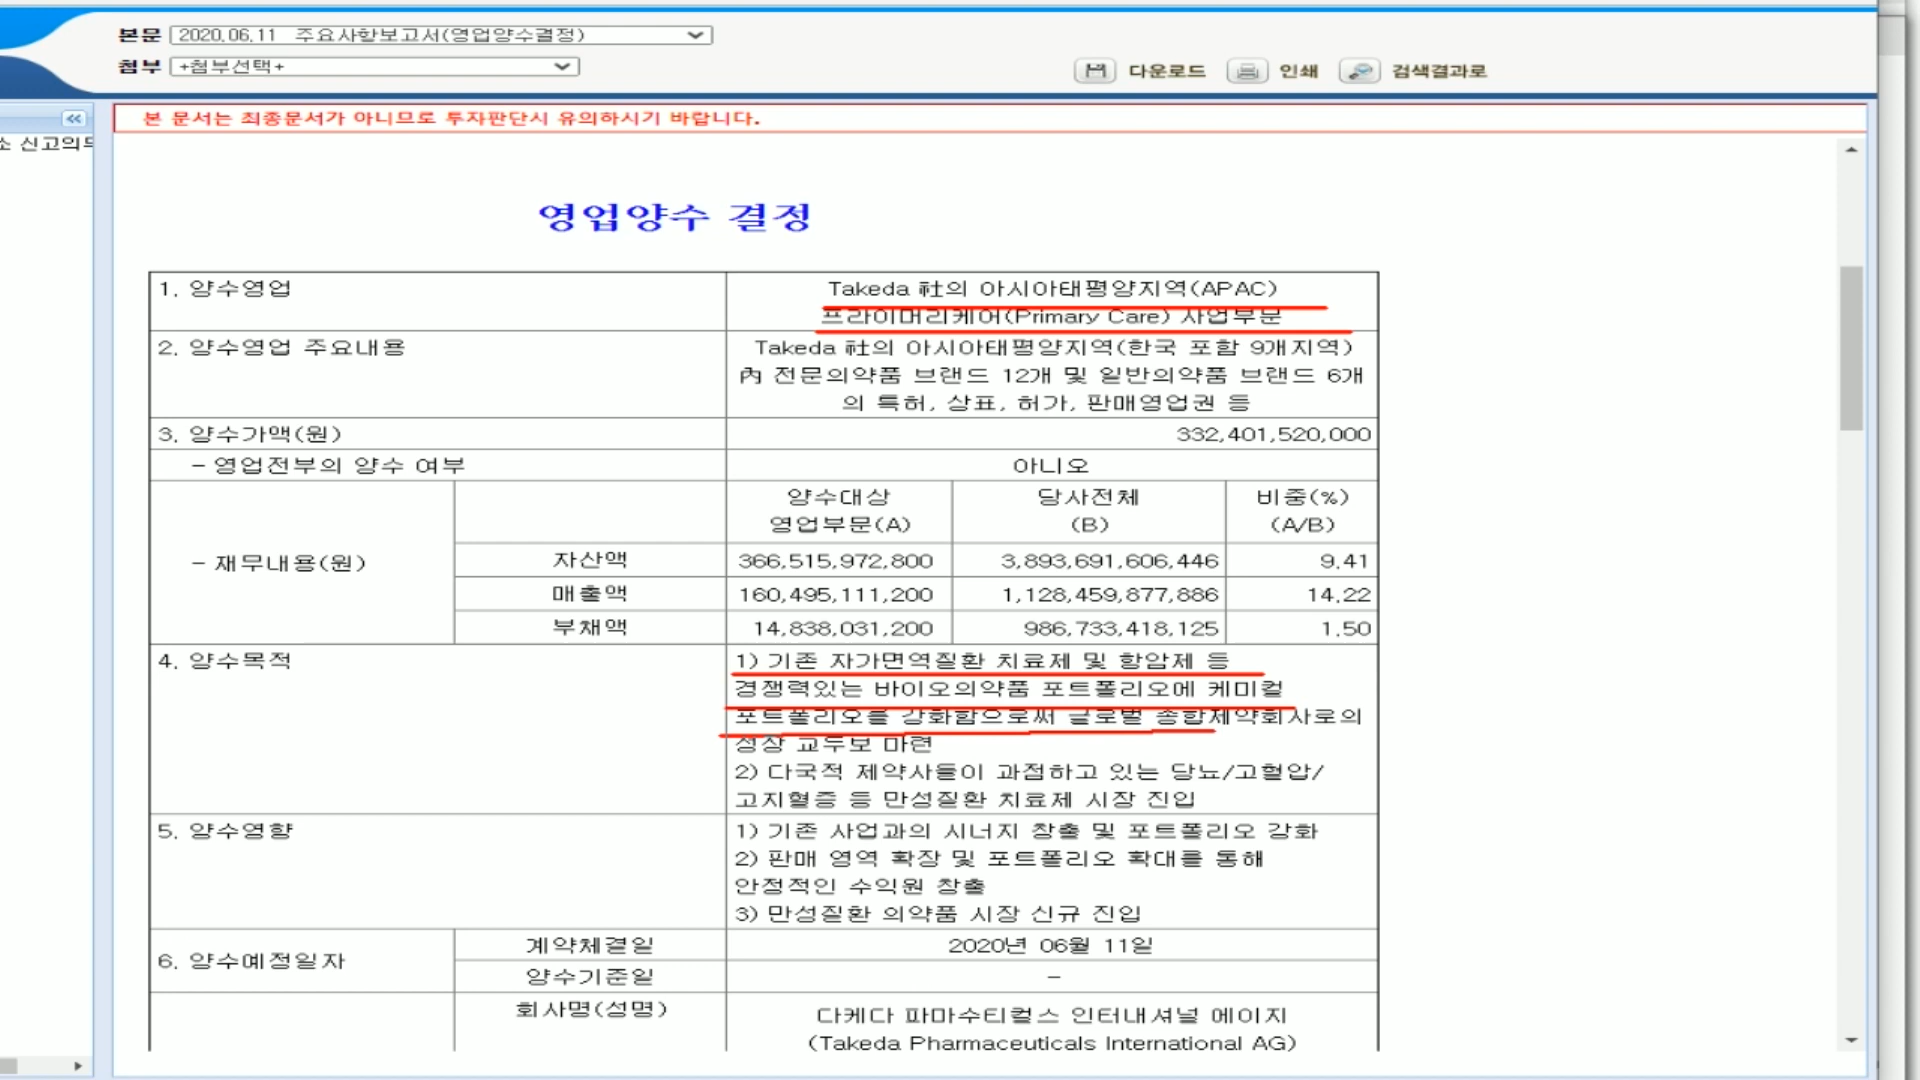 본문 2020.06.11 주요사항보고서(영업양수결정)
첨부 +첨부선택+
다운로드 인쇄 검색결과로
본 문서는 최종문서가 아니므로 투자판단시 유의하시기 바랍니다.
소 신고의무
영업양수 결정
1. 양수영업
Takeda 社의 아시아태평양지역(APAC)
프라이머리케어(Primary Care) 사업부문
2. 양수영업 주요내용
Takeda 社의 아시아태평양지역(한국 포함 9개지역)
內 전문의약품 브랜드 12개 및 일반의약품 브랜드 6개
의 특허, 상표, 허가, 판매영업권 등
3. 양수가액(원) 332,401,520,000
- 영업전부의 양수 여부 아니오
- 재무내용(원)
양수대상
영업부문(A)
당사전체
(B)
비중(%)
(A/B)
자산액 366,515,972,800 3,893,691,606,446 9.41
매출액 160,495,111,200 1,128,459,877,886 14.22
부채액 14,838,031,200 986,733,418,125 1.50
4. 양수목적
1) 기존 자가면역질환 치료제 및 항암제 등
경쟁력있는 바이오의약품 포트폴리오에 케미컬
포트폴리오를 강화함으로써 글로벌 종합제약회사로의
성장 교두보 마련
2) 다국적 제약사들이 과점하고 있는 당뇨/고혈압/
고지혈증 등 만성질환 치료제 시장 진입
5. 양수영향
1) 기존 사업과의 시너지 창출 및 포트폴리오 강화
2) 판매 영역 확장 및 포트폴리오 확대를 통해
안정적인 수익원 창출
3) 만성질환 의약품 시장 신규 진입
6. 양수예정일자
계약체결일 2020년 06월 11일
양수기준일 -
회사명(성명)
다케다 파마수티컬스 인터내셔널 에이지
(Takeda Pharmaceuticals International AG)